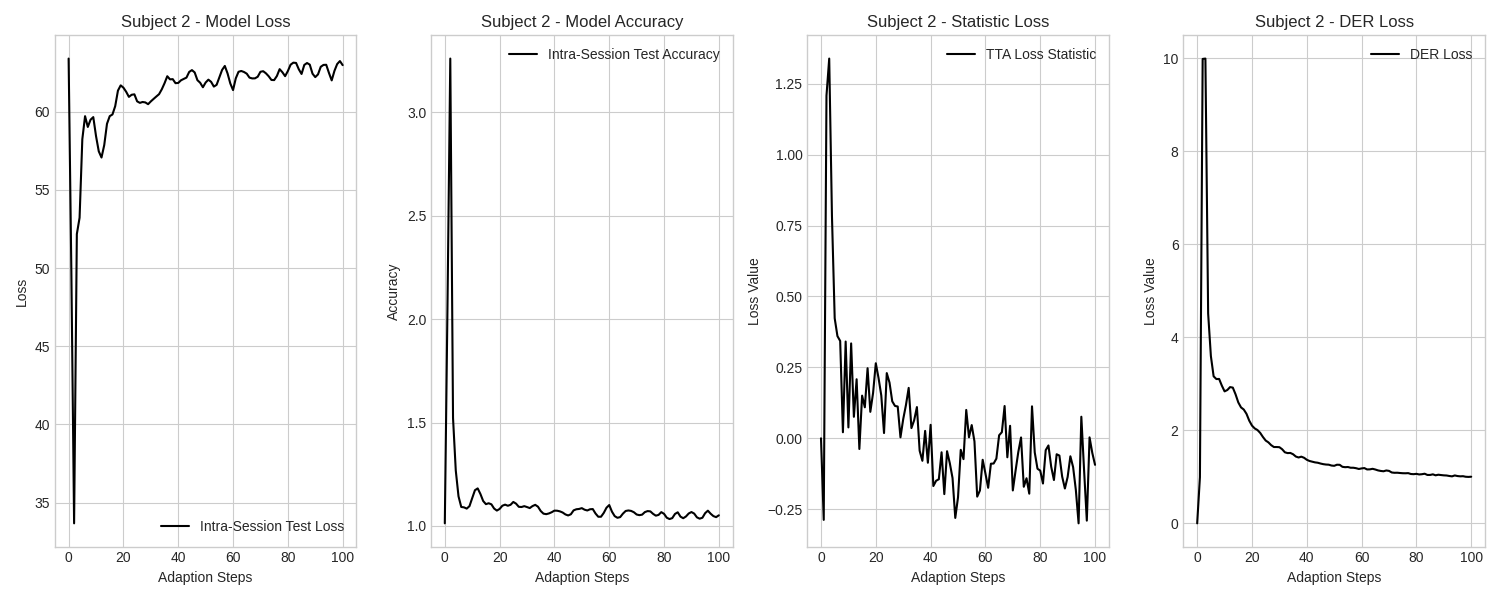 Subject 2 - Model Loss
Loss
60
55
50
45
40
35
Intra-Session Test Loss
0 20 40 60 80 100
Adaption Steps
Subject 2 - Model Accuracy
Accuracy
Intra-Session Test Accuracy
3.0
2.5
2.0
1.5
1.0
0 20 40 60 80 100
Adaption Steps
Subject 2 - Statistic Loss
Loss Value
TTA Loss Statistic
1.25
1.00
0.75
0.50
0.25
0.00
−0.25
0 20 40 60 80 100
Adaption Steps
Subject 2 - DER Loss
Loss Value
DER Loss
10
8
6
4
2
0
0 20 40 60 80 100
Adaption Steps